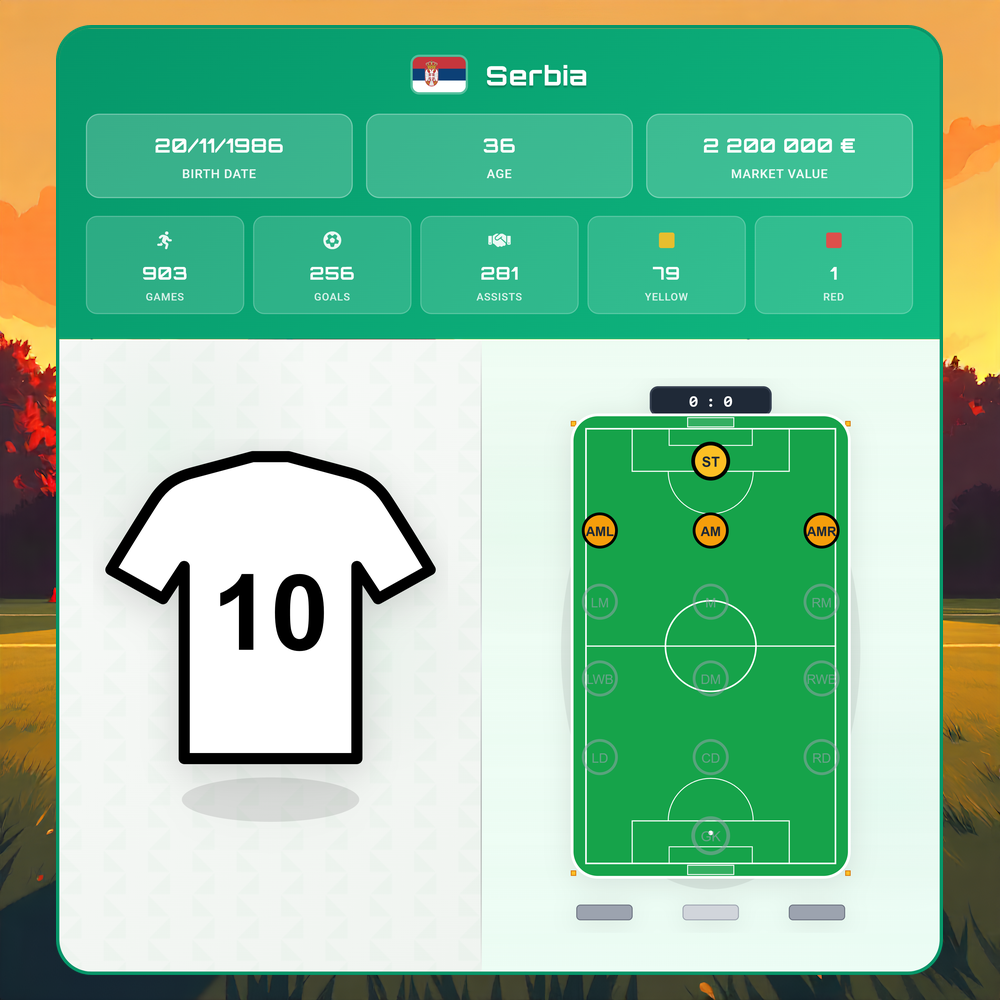 Serbia
20/11/1986
BIRTH DATE
36
AGE
2 200 000 €
MARKET VALUE
903
GAMES
256
GOALS
281
ASSISTS
79
YELLOW
1
RED
10
0 : 0
ST
AML AM AMR
LM M RM
LWB DM RWB
LD CD RD
GK